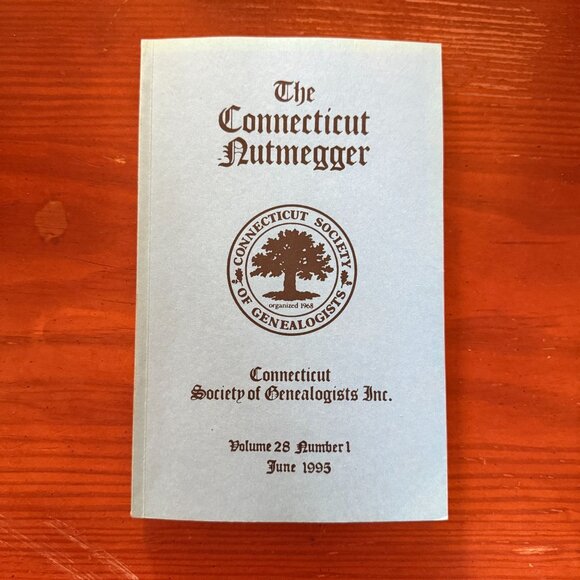 The
Connecticut
Nutmegger
CONNECTICUT SOCIETY
OF GENEALOGISTS
organized 1968
Connecticut
Society of Genealogists Inc.
Volume 28 Number 1
June 1995